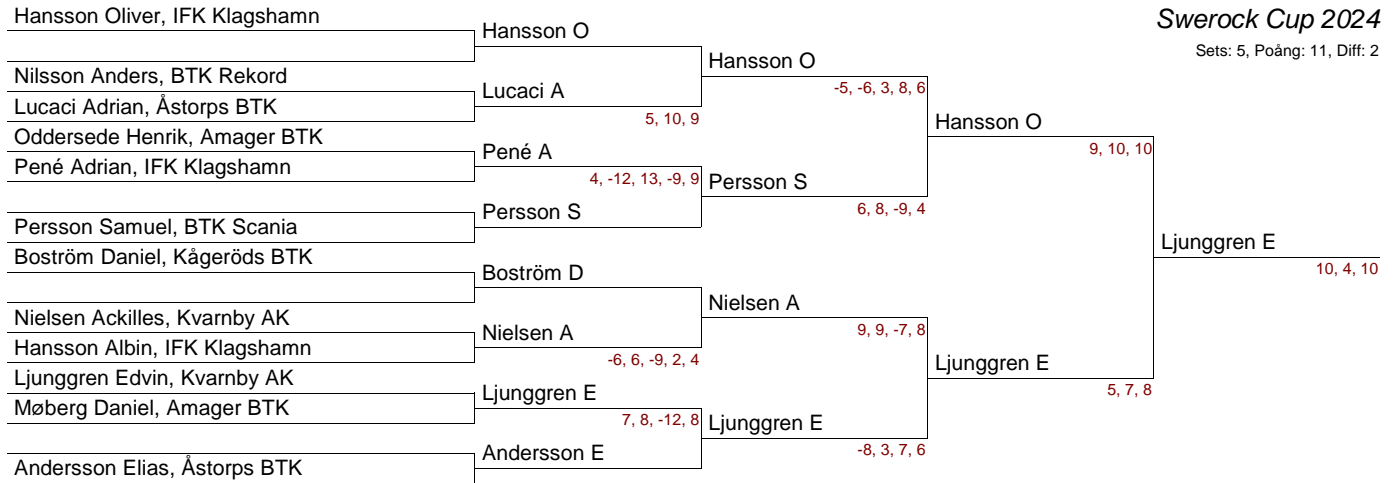 Hansson Oliver, IFK Klagshamn
Swerock Cup 2024
Hansson O
Sets: 5, Poång: 11, Diff: 2
Hansson O
Nilsson Anders, BTK Rekord
-5, -6, 3, 8, 6
Lucaci A
Lucaci Adrian, Åstorps BTK
5, 10, 9
Hansson O
Oddersede Henrik, Amager BTK
9, 10, 10
Pené A
Pené Adrian, IFK Klagshamn
4, -12, 13, -9, 9
Persson S
6, 8, -9, 4
Persson S
Persson Samuel, BTK Scania
Ljunggren E
10, 4, 10
Boström Daniel, Kågeröds BTK
Boström D
Nielsen A
Nielsen Ackilles, Kvarnby AK
9, 9, -7, 8
Nielsen A
Hansson Albin, IFK Klagshamn
-6, 6, -9, 2, 4
Ljunggren E
5, 7, 8
Ljunggren Edvin, Kvarnby AK
Ljunggren E
Møberg Daniel, Amager BTK
7, 8, -12, 8
Ljunggren E
-8, 3, 7, 6
Andersson E
Andersson Elias, Åstorps BTK